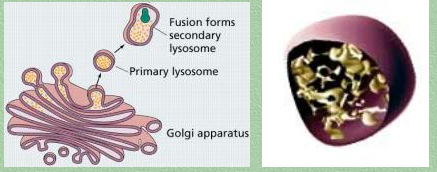 Fusion forms
secondary
lysosome
Primary lysosome
Golgi apparatus